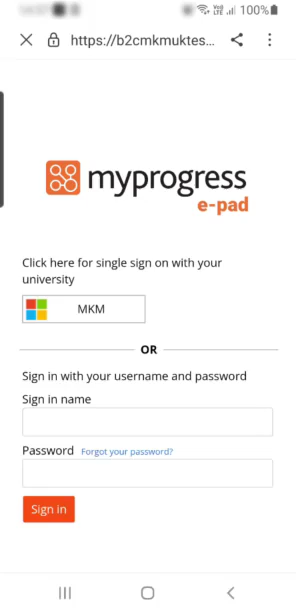 100%
https://b2cmkmuktes...
myprogress
e-pad
Click here for single sign on with your
university
MKM
OR
Sign in with your username and password
Sign in name
Password Forgot your password?
Sign in